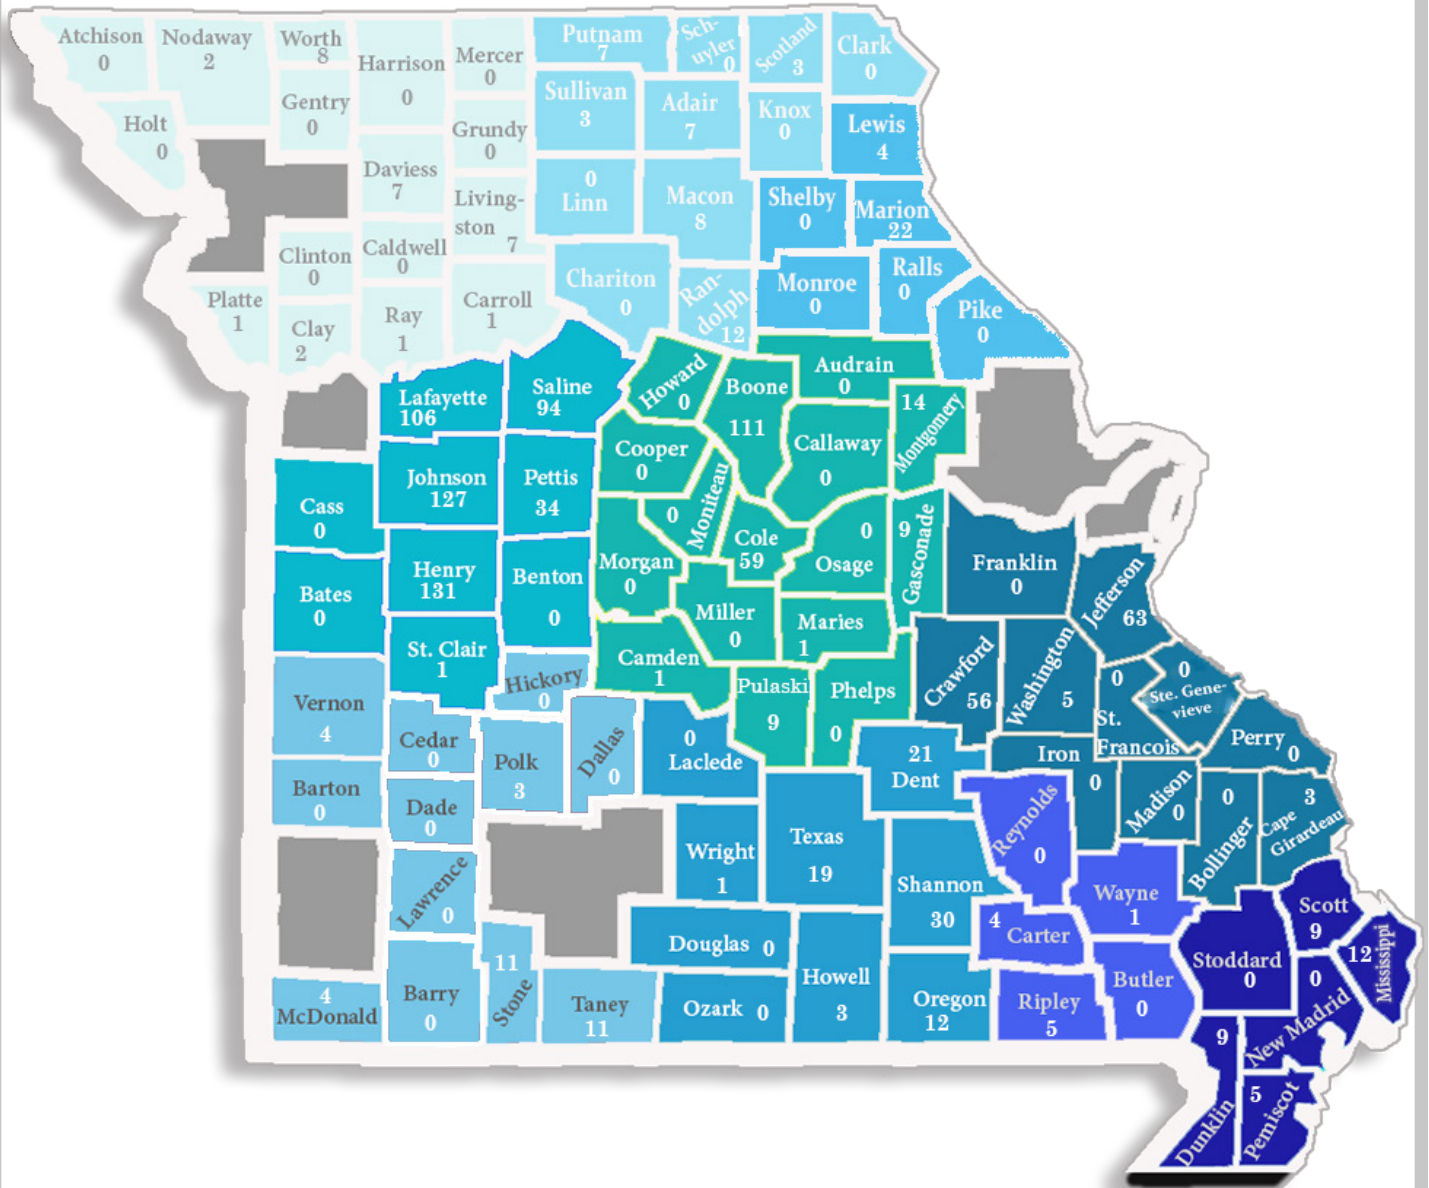 Atchison
0
Nodaway
2
Worth
8
Harrison
0
Mercer
0
Putnam
7
Sch-
uyler
0
Scotland
3
Clark
0
Holt
0
Gentry
0
Grundy
0
Sullivan
3
Adair
7
Knox
0
Lewis
4
Daviess
7
Living-
ston
7
0
Linn
Macon
8
Shelby
0
Marion
22
Clinton
0
Caldwell
0
Platte
1
Clay
2
Ray
1
Carroll
1
Chariton
0
Ran-
dolph
12
Monroe
0
Ralls
0
Pike
0
Lafayette
106
Saline
94
Howard
0
Boone
111
Audrain
0
14
Montgomery
Cass
0
Johnson
127
Pettis
34
Cooper
0
Moniteau
0
Callaway
0
Cole
59
0
Osage
9
Gasconade
Franklin
0
Jefferson
63
Bates
0
Henry
131
Benton
0
Morgan
0
Miller
0
Maries
1
St. Clair
1
Camden
1
Pulaski
9
Phelps
0
Crawford
56
Washington
5
0
St.
Francois
0
Ste. Gene-
vieve
Perry
0
Vernon
4
Hickory
0
Cedar
0
Polk
3
Dallas
0
0
Laclede
21
Dent
Iron
0
Madison
0
0
Bollinger
3
Cape
Girardeau
Barton
0
Dade
0
Wright
1
Texas
19
Reynolds
0
Shannon
30
Wayne
1
Lawrence
0
4
Carter
Scott
9
12
Mississippi
Stoddard
0
0
New Madrid
4
McDonald
Barry
0
11
Stone
Taney
11
Douglas 0
Ozark 0
Howell
3
Oregon
12
Ripley
5
Butler
0
9
Dunklin
5
Pemiscot